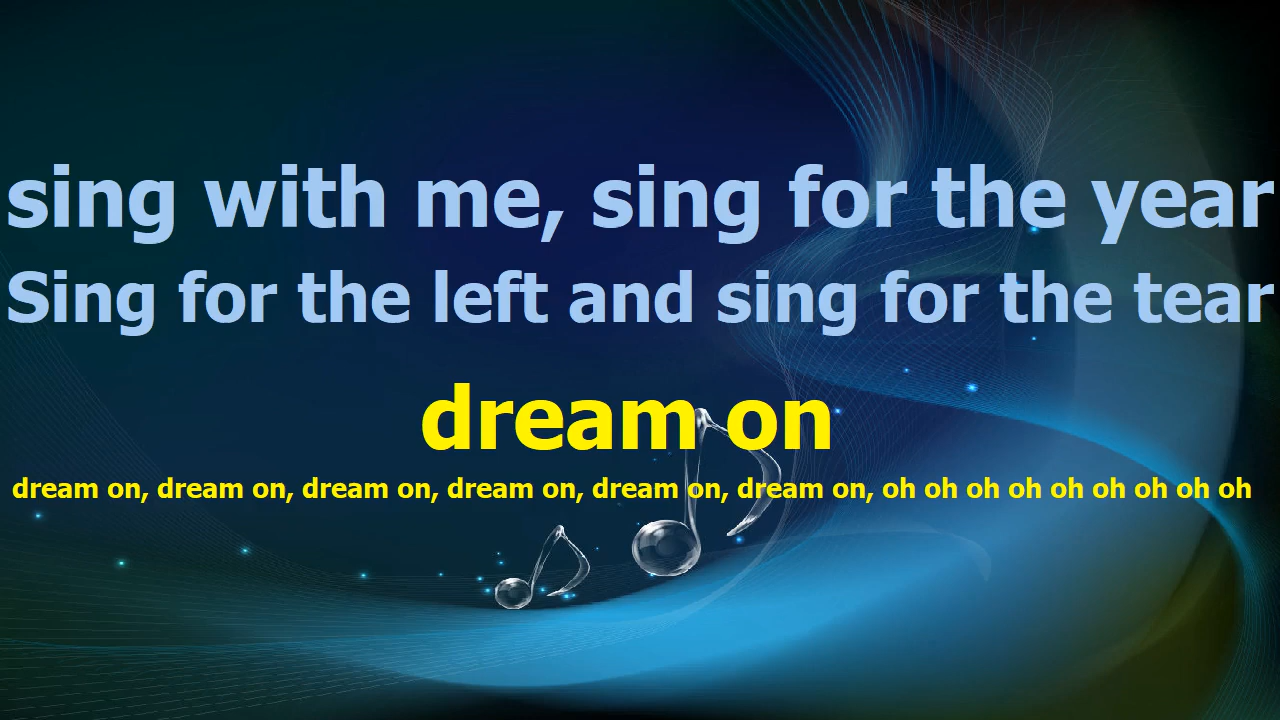 sing with me, sing for the year
Sing for the left and sing for the tear
dream on
dream on, dream on, dream on, dream on, dream on, dream on, oh oh oh oh oh oh oh oh oh